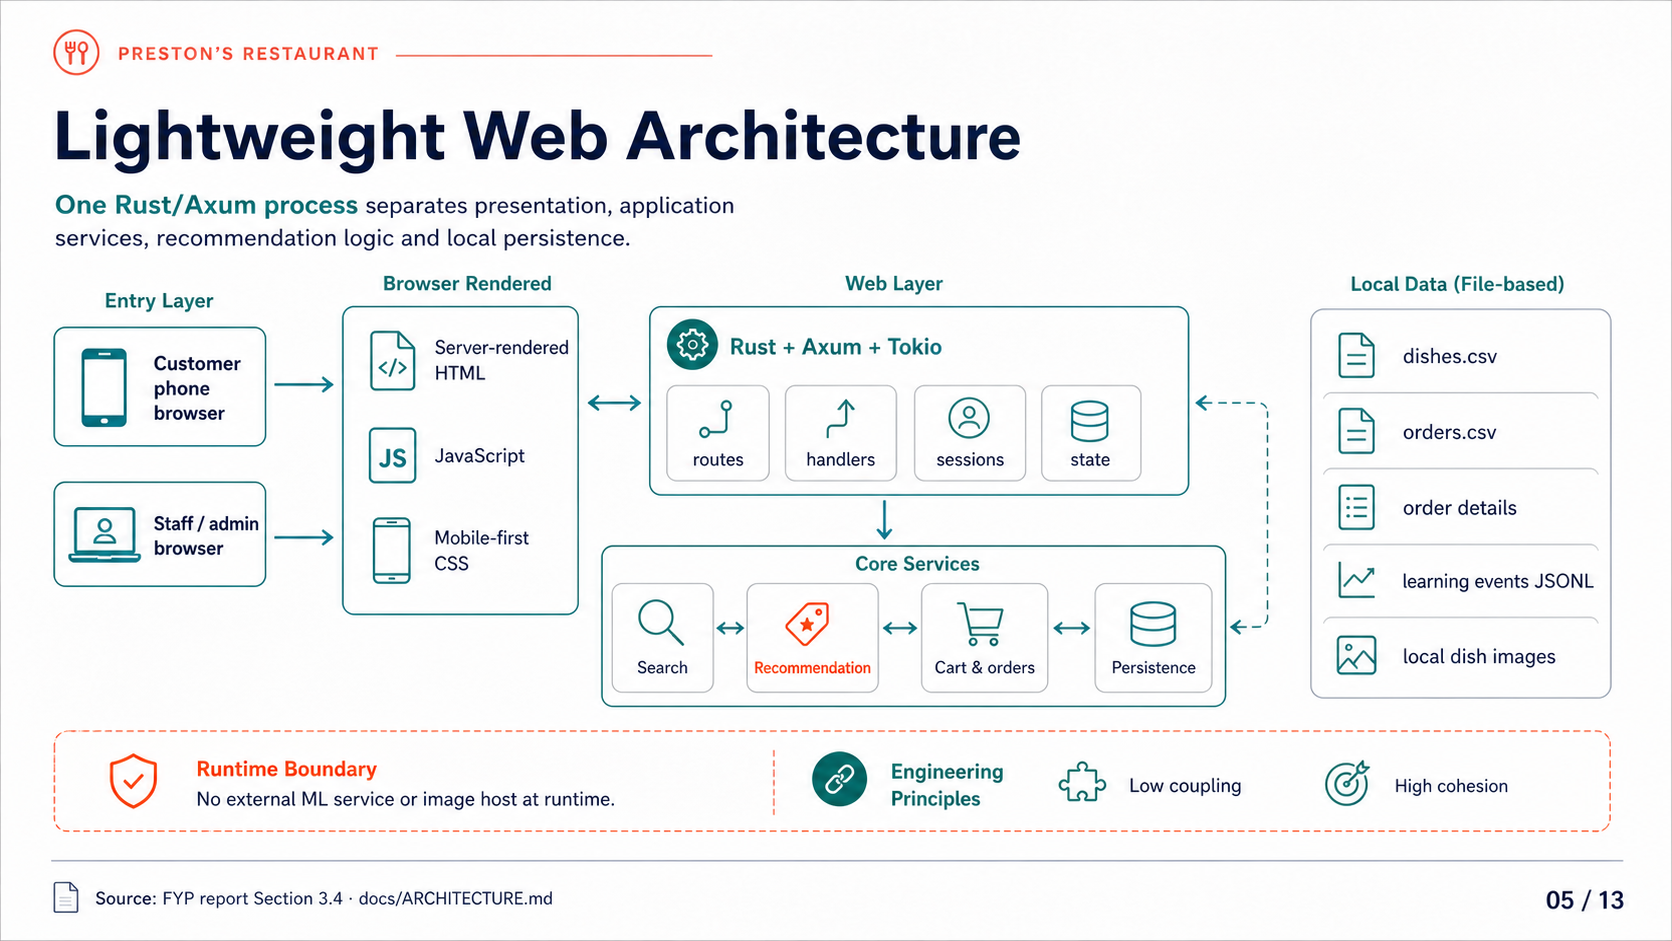 PRESTON'S RESTAURANT
Lightweight Web Architecture
One Rust/Axum process separates presentation, application
services, recommendation logic and local persistence.
Entry Layer
Customer
phone
browser
Staff / admin
browser
Browser Rendered
Server-rendered
HTML
</>
JS
JavaScript
Mobile-first
CSS
Web Layer
Rust + Axum + Tokio
routes
handlers
sessions
state
Core Services
Search
Recommendation
Cart & orders
Persistence
Local Data (File-based)
dishes.csv
orders.csv
order details
learning events JSONL
local dish images
Runtime Boundary
No external ML service or image host at runtime.
Engineering
Principles
Low coupling
High cohesion
Source: FYP report Section 3.4 · docs/ARCHITECTURE.md
05 / 13